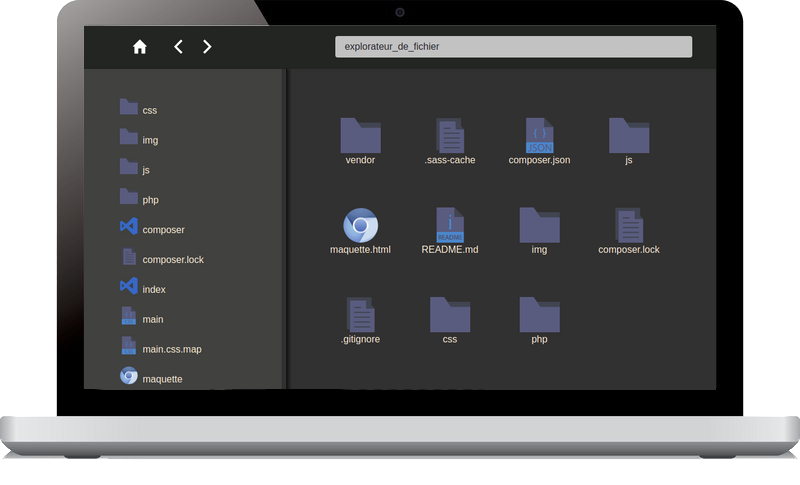 explorateur_de_fichier
css
img
js
php
composer
composer.lock
index
main
main.css.map
maquette
vendor
.sass-cache
{ } JSON
composer.json
js
maquette.html
i README
README.md
img
composer.lock
.gitignore
css
php